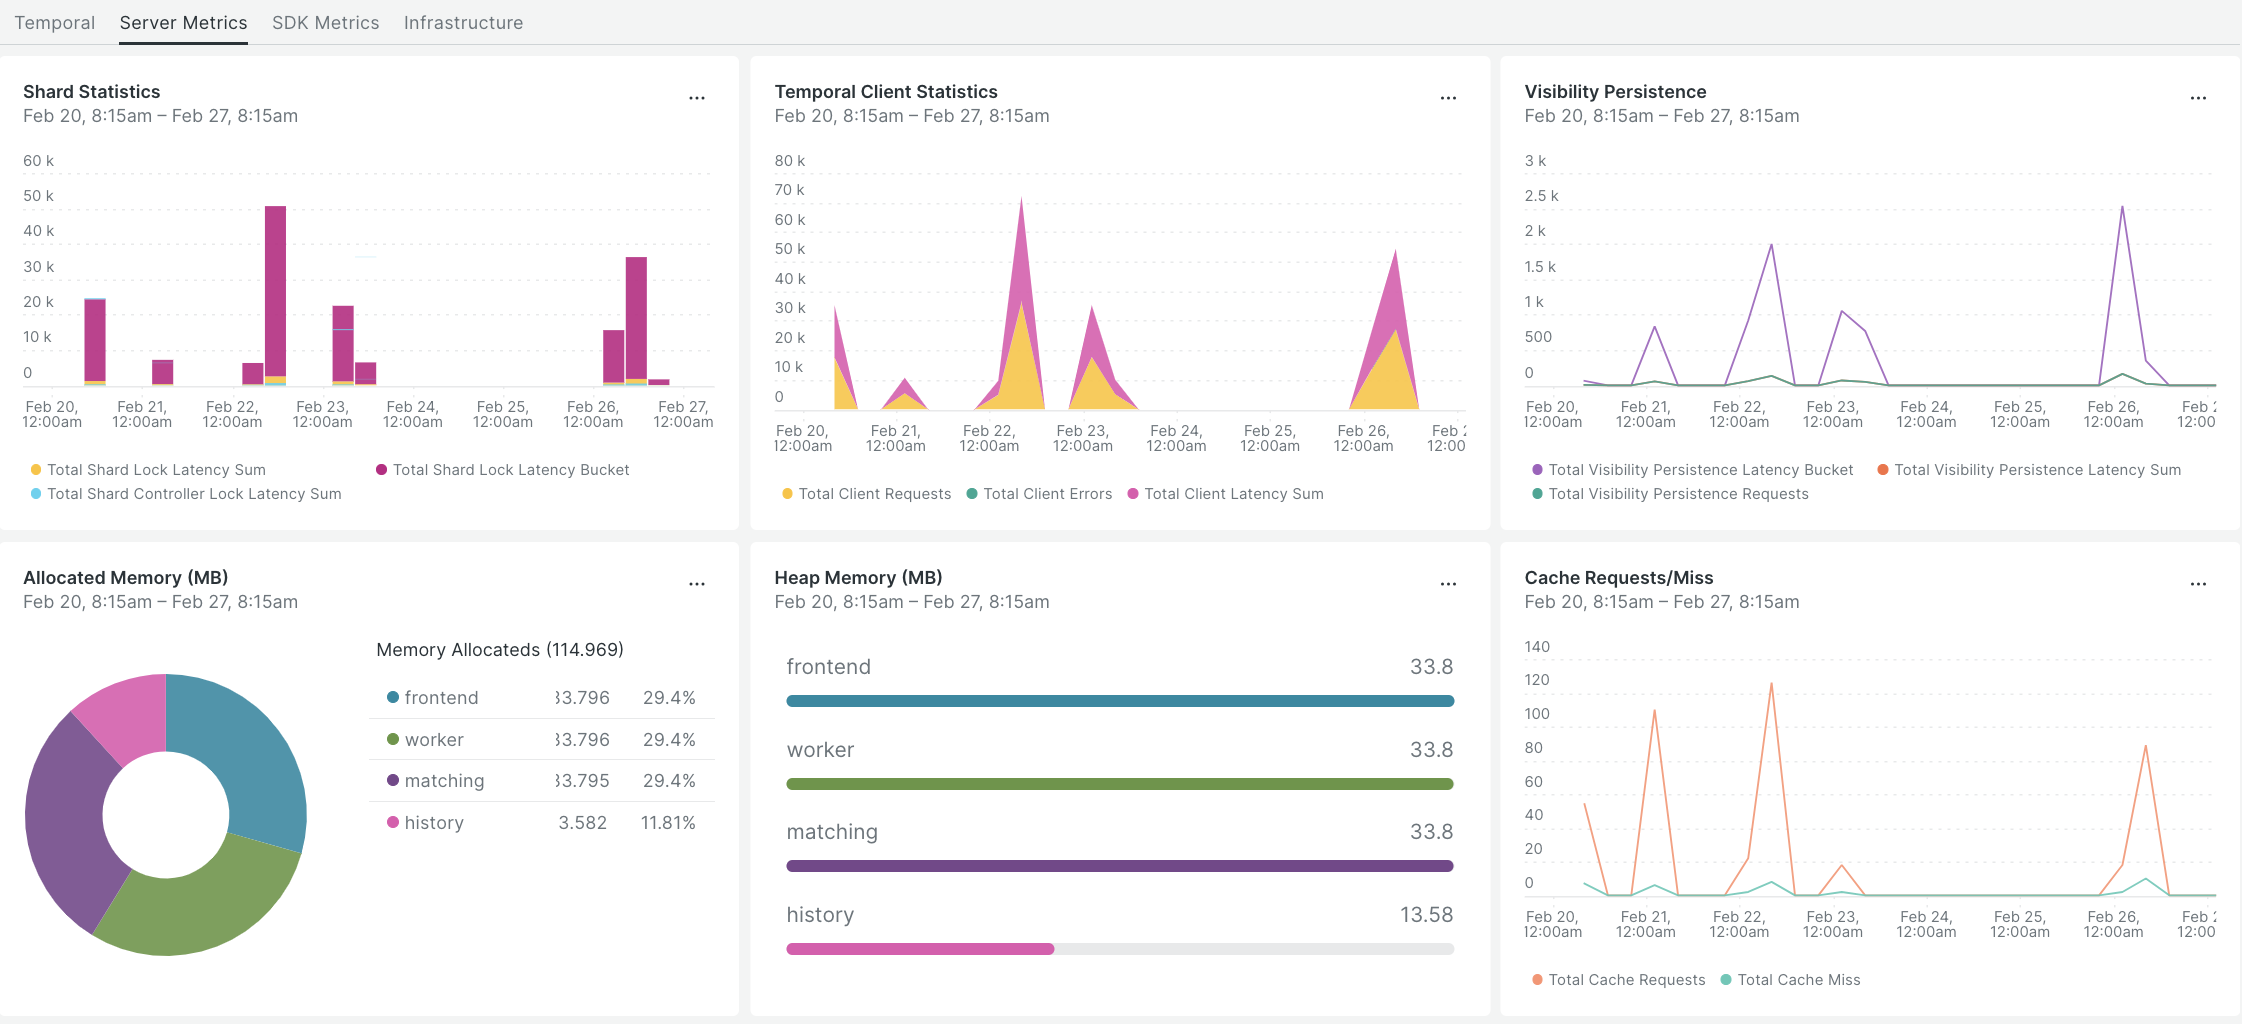 Temporal Server Metrics SDK Metrics Infrastructure
Shard Statistics
Feb 20, 8:15am – Feb 27, 8:15am
60 k
50 k
40 k
30 k
20 k
10 k
0
Feb 20, Feb 21, Feb 22, Feb 23, Feb 24, Feb 25, Feb 26, Feb 27,
12:00am 12:00am 12:00am 12:00am 12:00am 12:00am 12:00am 12:00am
Total Shard Lock Latency Sum Total Shard Lock Latency Bucket
Total Shard Controller Lock Latency Sum
Temporal Client Statistics
Feb 20, 8:15am – Feb 27, 8:15am
80 k
70 k
60 k
50 k
40 k
30 k
20 k
10 k
0
Feb 20, Feb 21, Feb 22, Feb 23, Feb 24, Feb 25, Feb 26, Feb
12:00am 12:00am 12:00am 12:00am 12:00am 12:00am 12:00am 12:00
Total Client Requests Total Client Errors Total Client Latency Sum
Visibility Persistence
Feb 20, 8:15am – Feb 27, 8:15am
3 k
2.5 k
2 k
1.5 k
1 k
500
0
Feb 20, Feb 21, Feb 22, Feb 23, Feb 24, Feb 25, Feb 26, Feb
12:00am 12:00am 12:00am 12:00am 12:00am 12:00am 12:00am 12:00
Total Visibility Persistence Latency Bucket Total Visibility Persistence Latency Sum
Total Visibility Persistence Requests
Allocated Memory (MB)
Feb 20, 8:15am – Feb 27, 8:15am
Memory Allocateds (114.969)
frontend 33.796 29.4%
worker 33.796 29.4%
matching 33.795 29.4%
history 3.582 11.81%
Heap Memory (MB)
Feb 20, 8:15am – Feb 27, 8:15am
frontend 33.8
worker 33.8
matching 33.8
history 13.58
Cache Requests/Miss
Feb 20, 8:15am – Feb 27, 8:15am
140
120
100
80
60
40
20
0
Feb 20, Feb 21, Feb 22, Feb 23, Feb 24, Feb 25, Feb 26, Feb
12:00am 12:00am 12:00am 12:00am 12:00am 12:00am 12:00am 12:00
Total Cache Requests Total Cache Miss